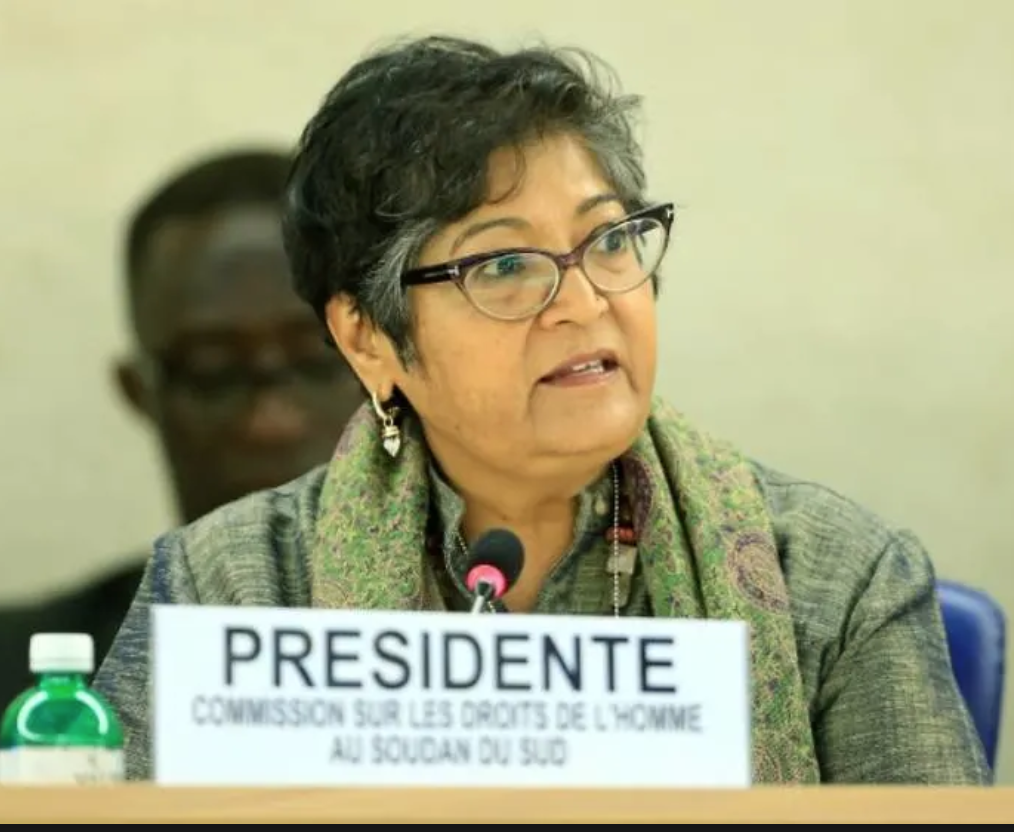 PRESIDENTE
COMMISSION SUR LES DROITS DE L'HOMME
AU SOUDAN DU SUD